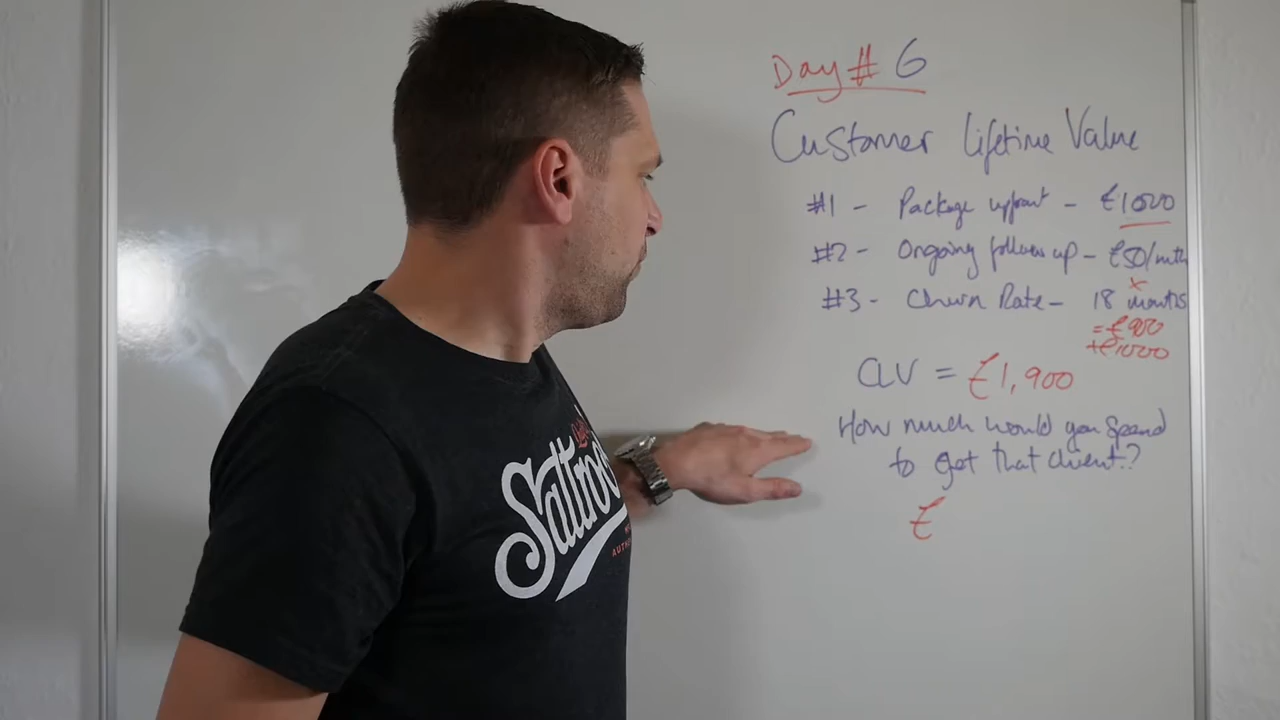 Day # 6
Customer Lifetime Value
#1 - Package upfront - £1000
#2 - Ongoing follow up - £50/mth
×
#3 - Churn Rate - 18 months
= £900
+ £1000
CLV = £1,900
How much would you spend
to get that client?
£
Saltrock